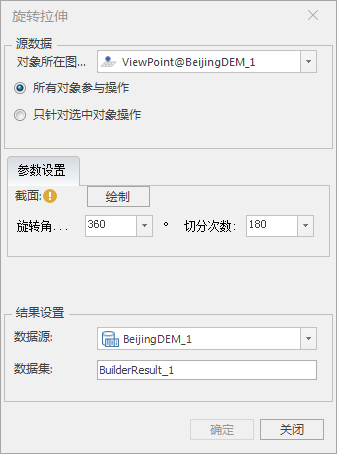 旋转拉伸
源数据
对象所在图... ViewPoint@BeijingDEM_1
所有对象参与操作
只针对选中对象操作
参数设置
截面: 绘制
旋转角... 360 ° 切分次数: 180
结果设置
数据源: BeijingDEM_1
数据集: BuilderResult_1
确定 关闭